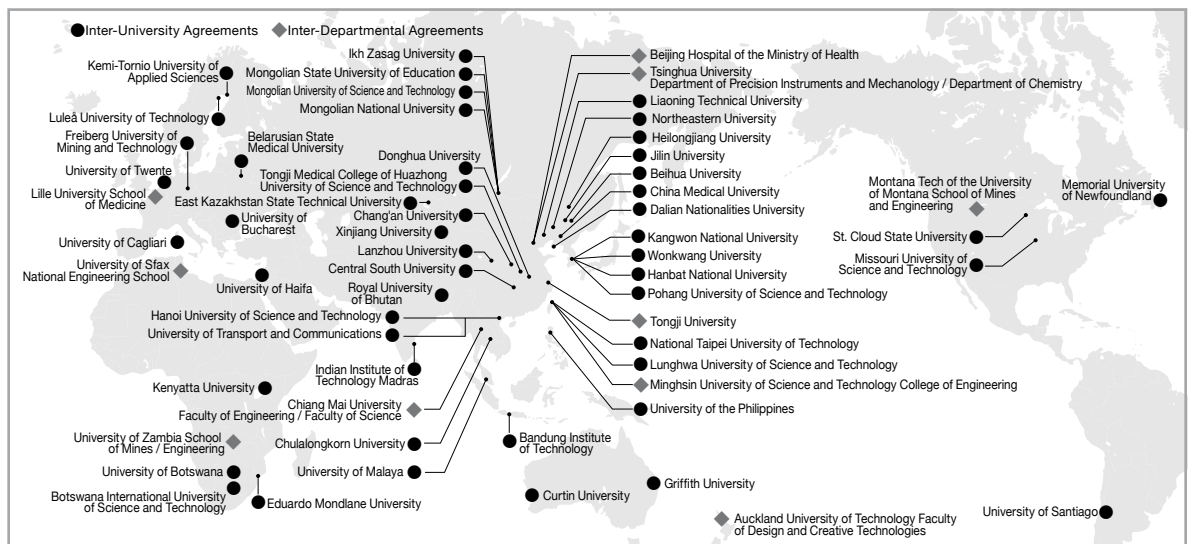 Inter-University Agreements
Inter-Departmental Agreements
Kemi-Tornio University of
Applied Sciences
Luleå University of Technology
Freiberg University of
Mining and Technology
Belarusian State
Medical University
University of Twente
Lille University School
of Medicine
University of Bucharest
University of Cagliari
University of Sfax
National Engineering School
University of Haifa
Ikh Zasag University
Mongolian State University of Education
Mongolian University of Science and Technology
Mongolian National University
Donghua University
Tongji Medical College of Huazhong
University of Science and Technology
East Kazakhstan State Technical University
Chang'an University
Xinjiang University
Lanzhou University
Central South University
Royal University
of Bhutan
Hanoi University of Science and Technology
University of Transport and Communications
Indian Institute of
Technology Madras
Kenyatta University
Chiang Mai University
Faculty of Engineering / Faculty of Science
University of Zambia School
of Mines / Engineering
Chulalongkorn University
University of Botswana
University of Malaya
Botswana International University
of Science and Technology
Eduardo Mondlane University
Beijing Hospital of the Ministry of Health
Tsinghua University
Department of Precision Instruments and Mechanology / Department of Chemistry
Liaoning Technical University
Northeastern University
Heilongjiang University
Jilin University
Beihua University
China Medical University
Dalian Nationalities University
Kangwon National University
Wonkwang University
Hanbat National University
Pohang University of Science and Technology
Tongji University
National Taipei University of Technology
Lunghwa University of Science and Technology
Minghsin University of Science and Technology College of Engineering
University of the Philippines
Bandung Institute
of Technology
Curtin University
Griffith University
Auckland University of Technology Faculty
of Design and Creative Technologies
Montana Tech of the University
of Montana School of Mines
and Engineering
Memorial University
of Newfoundland
St. Cloud State University
Missouri University of
Science and Technology
University of Santiago